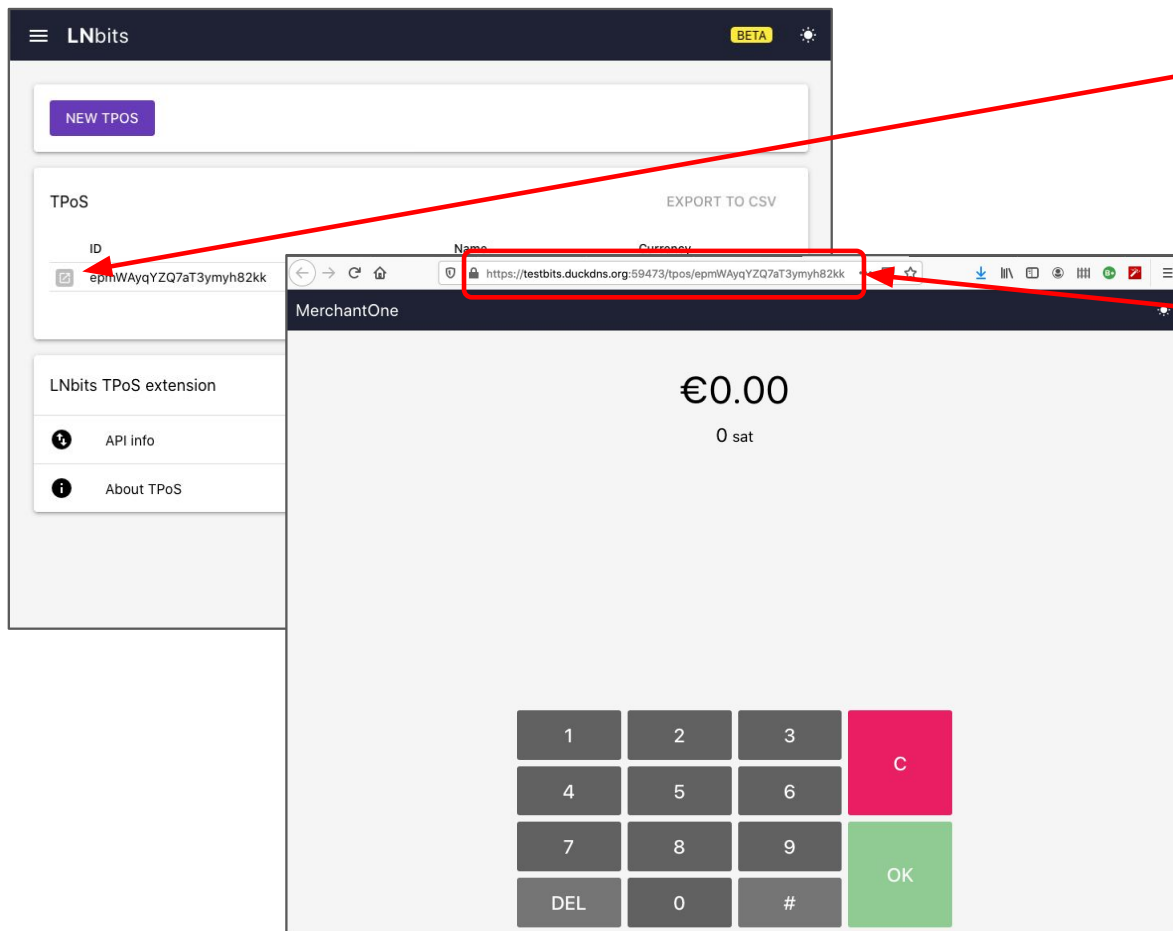 LNbits
BETA
NEW TPOS
TPoS
EXPORT TO CSV
ID
Name
Currency
epmWAyqYZQ7aT3ymyh82kk
https://testbits.duckdns.org:59473/tpos/epmWAyqYZQ7aT3ymyh82kk
MerchantOne
LNbits TPoS extension
API info
About TPoS
€0.00
0 sat
1 2 3
C
4 5 6
7 8 9
OK
DEL 0 #